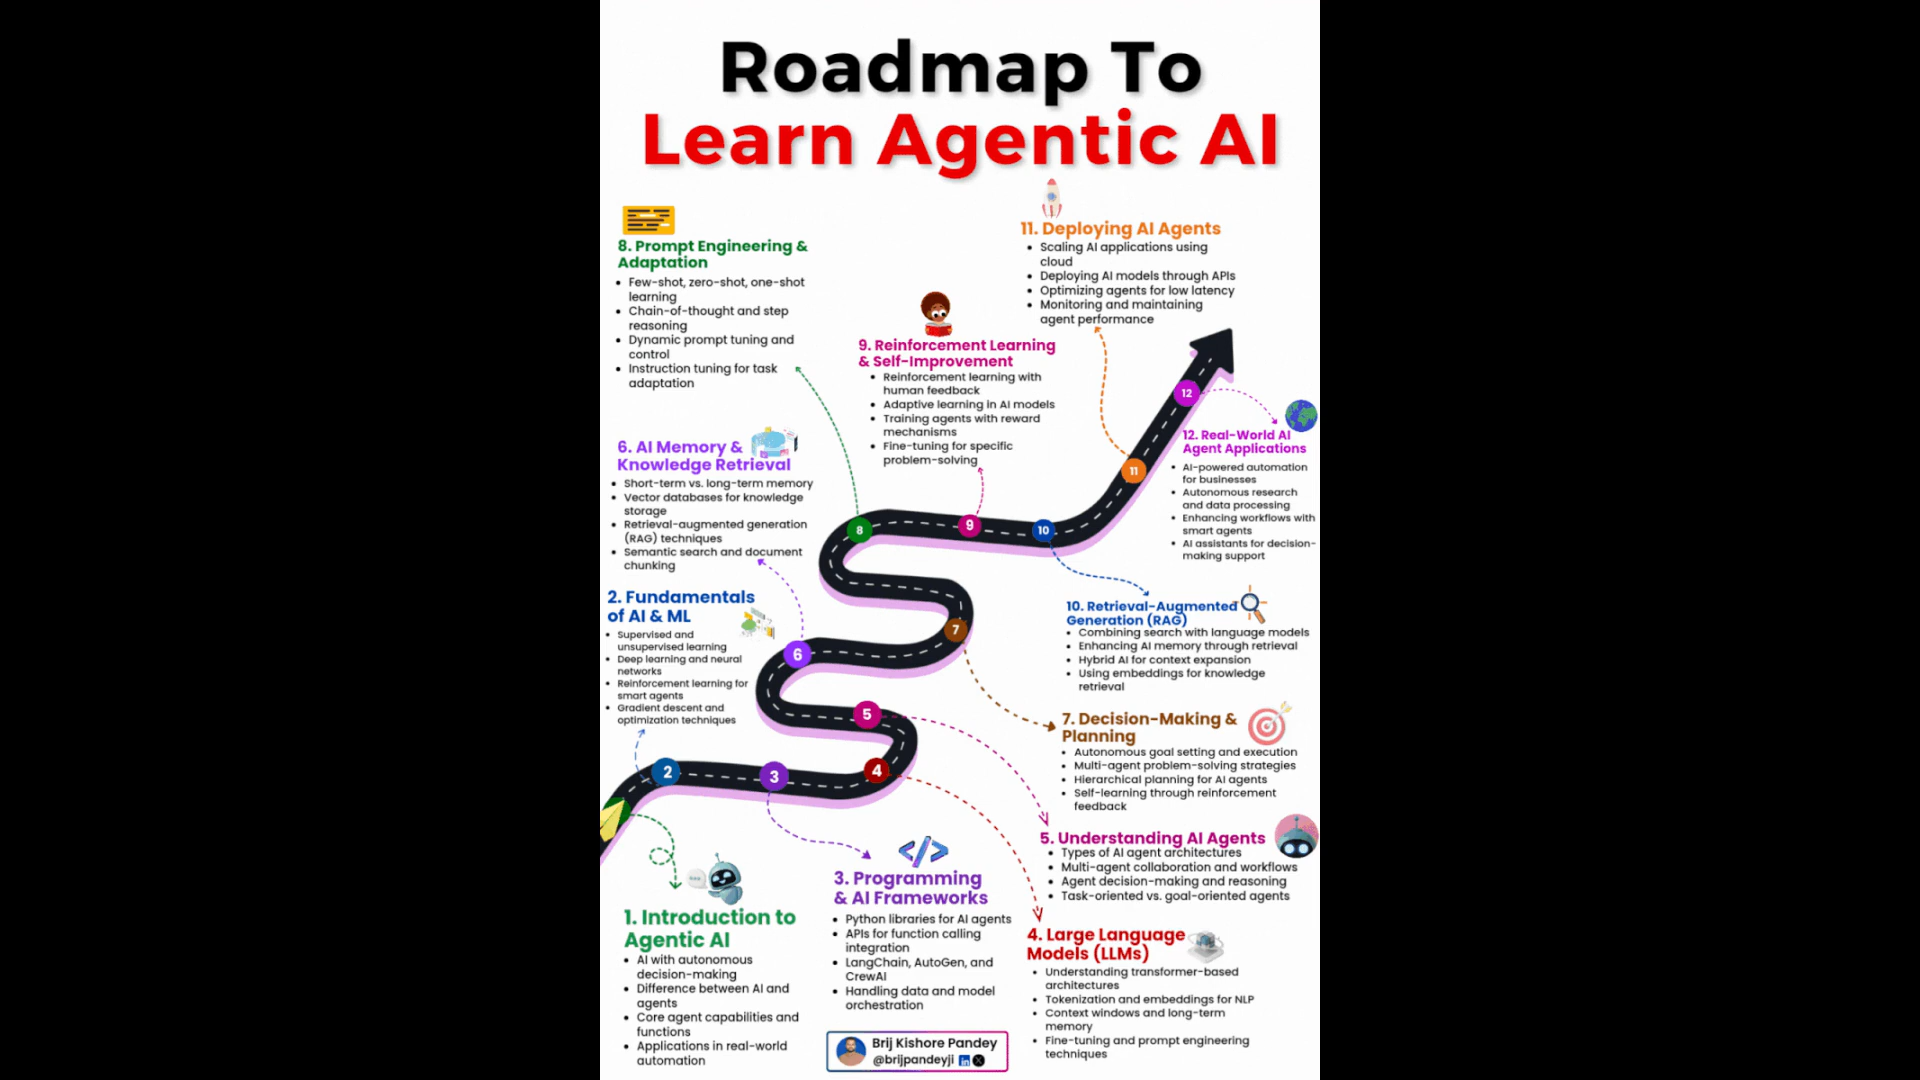 Roadmap To
Learn Agentic AI
8. Prompt Engineering &
Adaptation
• Few-shot, zero-shot, one-shot
learning
• Chain-of-thought and step
reasoning
• Dynamic prompt tuning and
control
• Instruction tuning for task
adaptation
11. Deploying AI Agents
• Scaling AI applications using
cloud
• Deploying AI models through APIs
• Optimizing agents for low latency
• Monitoring and maintaining
agent performance
9. Reinforcement Learning
& Self-Improvement
• Reinforcement learning with
human feedback
• Adaptive learning in AI models
• Training agents with reward
mechanisms
• Fine-tuning for specific
problem-solving
12
12. Real-World AI
Agent Applications
• AI-powered automation
for businesses
• Autonomous research
and data processing
• Enhancing workflows with
smart agents
• AI assistants for decision-
making support
6. AI Memory &
Knowledge Retrieval
• Short-term vs. long-term memory
• Vector databases for knowledge
storage
• Retrieval-augmented generation
(RAG) techniques
• Semantic search and document
chunking
11
8
9
10
2. Fundamentals
of AI & ML
• Supervised and
unsupervised learning
• Deep learning and neural
networks
• Reinforcement learning for
smart agents
• Gradient descent and
optimization techniques
10. Retrieval-Augmented
Generation (RAG)
• Combining search with language models
• Enhancing AI memory through retrieval
• Hybrid AI for context expansion
• Using embeddings for knowledge
retrieval
7
6
5
7. Decision-Making &
Planning
• Autonomous goal setting and execution
• Multi-agent problem-solving strategies
• Hierarchical planning for AI agents
• Self-learning through reinforcement
feedback
2
3
4
5. Understanding AI Agents
• Types of AI agent architectures
• Multi-agent collaboration and workflows
• Agent decision-making and reasoning
• Task-oriented vs. goal-oriented agents
1. Introduction to
Agentic AI
• AI with autonomous
decision-making
• Difference between AI and
agents
• Core agent capabilities and
functions
• Applications in real-world
automation
</>
3. Programming
& AI Frameworks
• Python libraries for AI agents
• APIs for function calling
integration
• LangChain, AutoGen, and
CrewAI
• Handling data and model
orchestration
4. Large Language
Models (LLMs)
• Understanding transformer-based
architectures
• Tokenization and embeddings for NLP
• Context windows and long-term
memory
• Fine-tuning and prompt engineering
techniques
Brij Kishore Pandey
@brijpandeyji in X